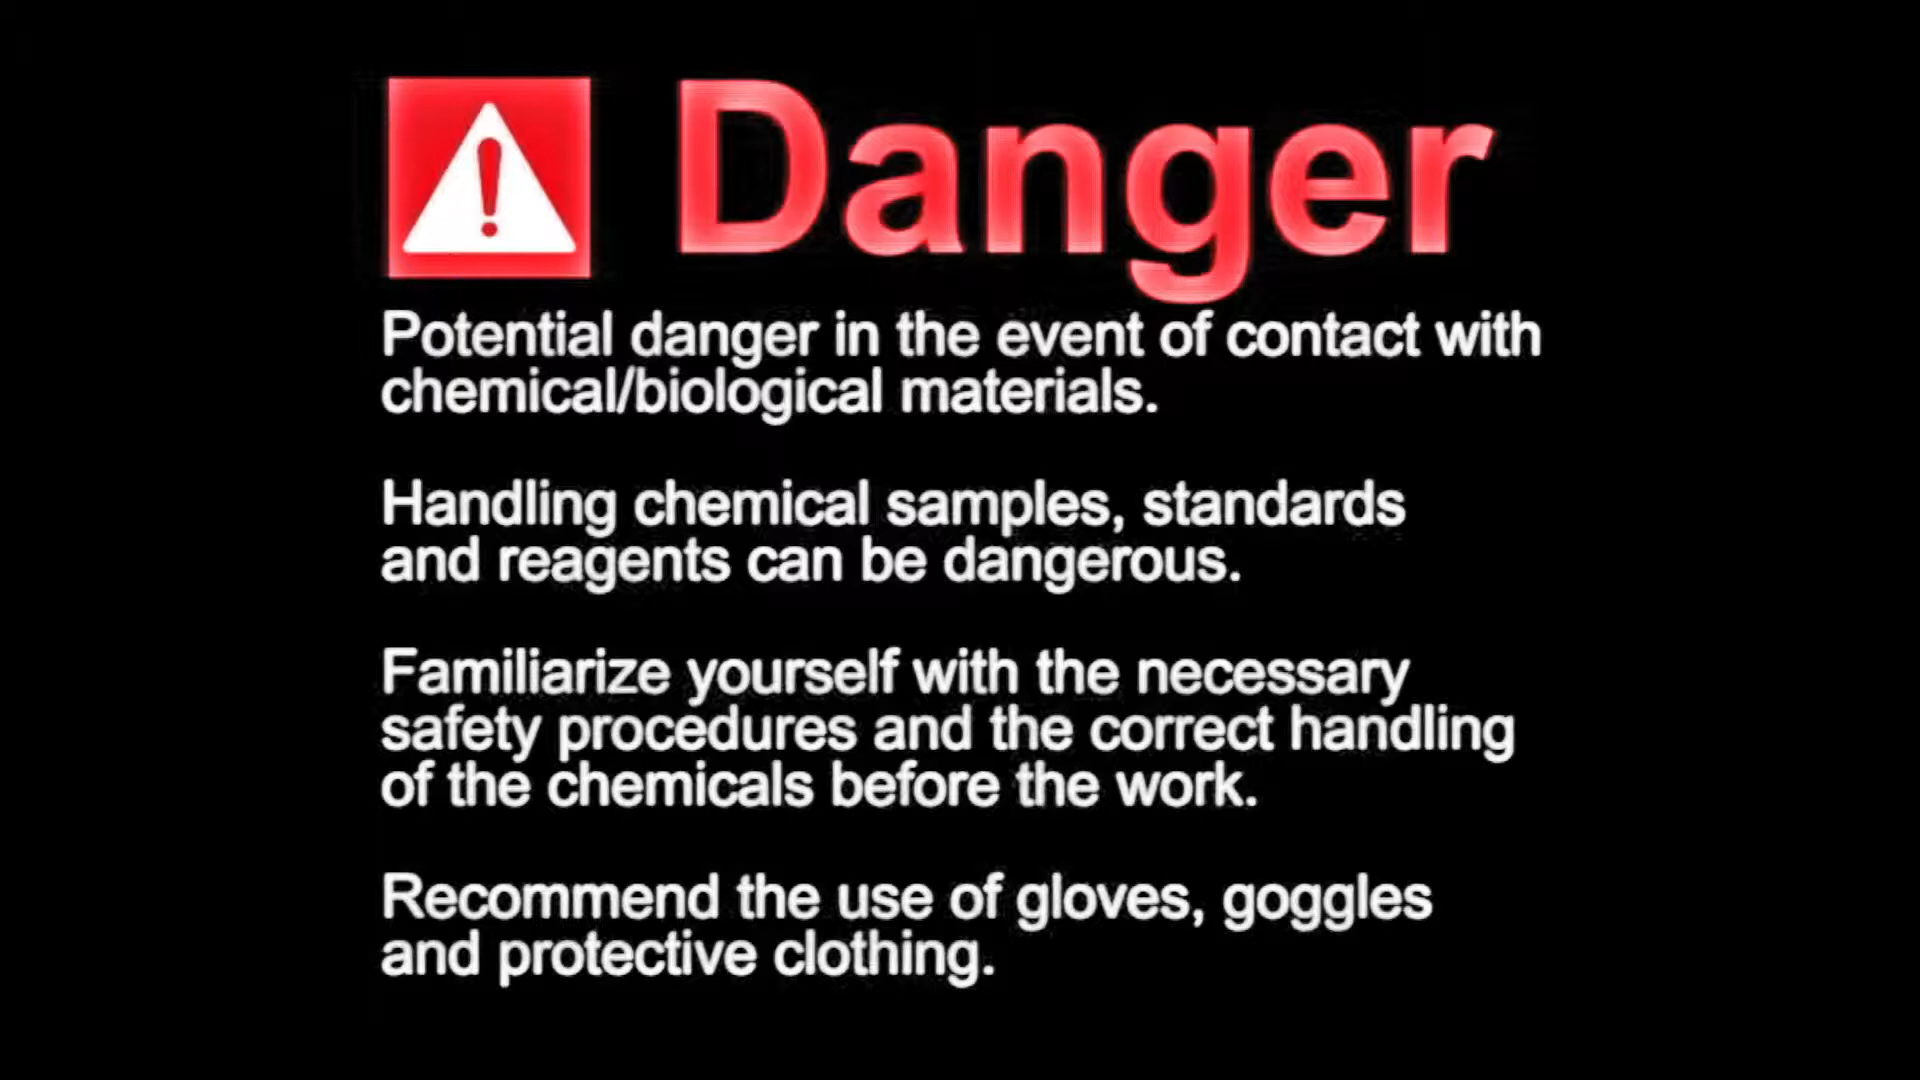 Danger
Potential danger in the event of contact with
chemical/biological materials.
Handling chemical samples, standards
and reagents can be dangerous.
Familiarize yourself with the necessary
safety procedures and the correct handling
of the chemicals before the work.
Recommend the use of gloves, goggles
and protective clothing.